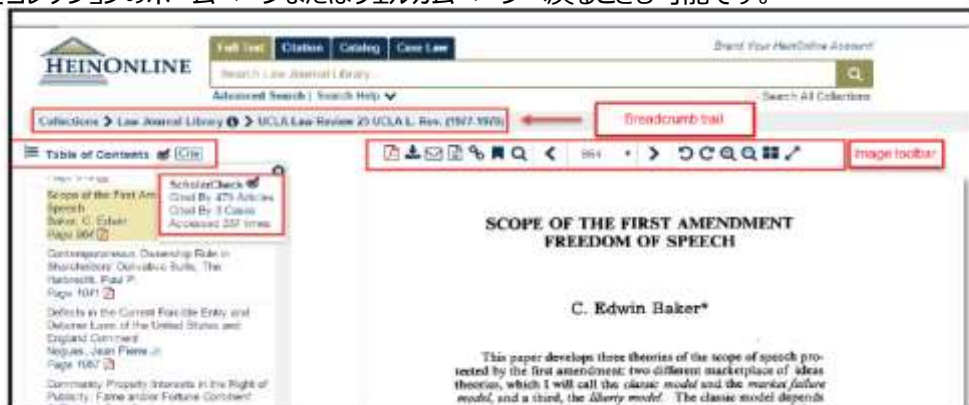 コレクションのホームページまたはウェルカムページへ戻ることも可能です。
HEINONLINE
Full Text Citation Catalog Case Law
Brand Your HeinOnline Account
Search Law Journal Library
Advanced Search | Search Help
Search All Collections
Collections > Law Journal Library > UCLA Law Review 25 UCLA L. Rev. (1977-1978)
Breadcrumb trail
Table of Contents Cite
964
Image toolbar
ScholarCheck
Cited By 473 Articles
Cited By 3 Cases
Accessed 337 times
Scope of the First
Speech
Baker, C. Edwin
Page 964
Contemporaneous Ownership Rule in
Shareholders' Derivative Suits, The
Harbrecht, Paul P.
Page 1041
Defects in the Current Forcible Entry and
Detainer Laws of the United States and
England Comment
Nogues, Jean Pierre Jr.
Page 1067
Community Property Interests in the Right of
Publicity: Fame and/or Fortune Comment
SCOPE OF THE FIRST AMENDMENT
FREEDOM OF SPEECH
C. Edwin Baker*
This paper develops three theories of the scope of speech pro-
tected by the first amendment: two different marketplace of ideas
theories, which I will call the classic model and the market failure
model, and a third, the liberty model. The classic model depends